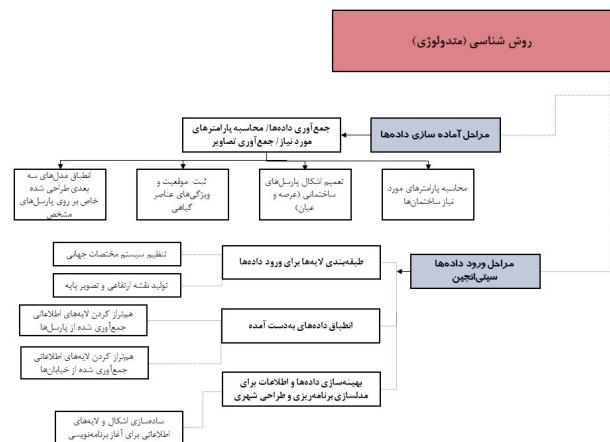 روش شناسی (متدولوژی)
مراحل آماده سازی داده‌ها
جمع‌آوری داده‌ها/ محاسبه پارامترهای
مورد نیاز/ جمع‌آوری تصاویر
محاسبه پارامترهای مورد
نیاز ساختمان‌ها
تعمیم اشکال پارسل‌های
ساختمانی (عرصه و
عیان)
ثبت موقعیت و
ویژگی‌های عناصر
گیاهی
انطباق مدل‌های سه
بعدی طراحی شده
خاص بر روی پارسل‌های
مشخص
مراحل ورود داده‌ها
سیتی‌انجین
طبقه‌بندی لایه‌ها برای ورود داده‌ها
تنظیم سیستم مختصات جهانی
تولید نقشه ارتفاعی و تصویر پایه
انطباق داده‌های به‌دست آمده
هم‌تراز کردن لایه‌های اطلاعاتی
جمع‌آوری شده از پارسل‌ها
هم‌تراز کردن لایه‌های اطلاعاتی
جمع‌آوری شده از خیابان‌ها
بهینه‌سازی داده‌ها و اطلاعات برای
مدلسازی برنامه‌ریزی و طراحی شهری
ساده‌سازی اشکال و لایه‌های
اطلاعاتی برای آغاز برنامه‌نویسی